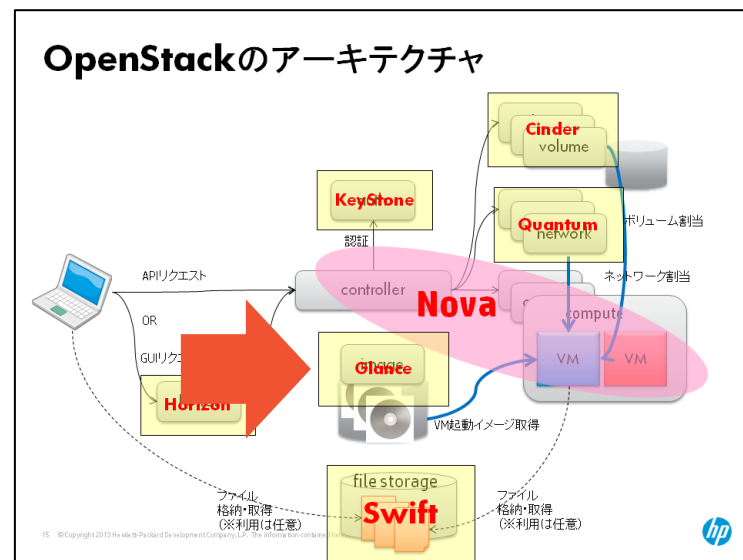 OpenStackのアーキテクチャ
Cinder
volume
KeyStone
認証
Quantum
network
ボリューム割当
ネットワーク割当
APIリクエスト
controller
Nova
compute
OR
VM
VM
image
Glance
Horizon
VM起動イメージ取得
file storage
Swift
ファイル
格納・取得
(※利用は任意)
ファイル
格納・取得
(※利用は任意)
15 ©Copyright 2013 Hewlett-Packard Development Company, L.P. The information contained
hp